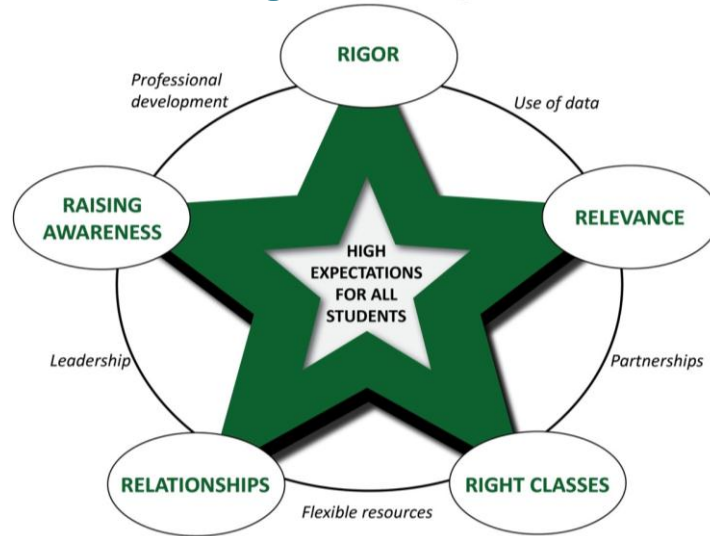 RIGOR
Professional
development
Use of data
RAISING
AWARENESS
RELEVANCE
HIGH
EXPECTATIONS
FOR ALL
STUDENTS
Leadership
Partnerships
RELATIONSHIPS
RIGHT CLASSES
Flexible resources